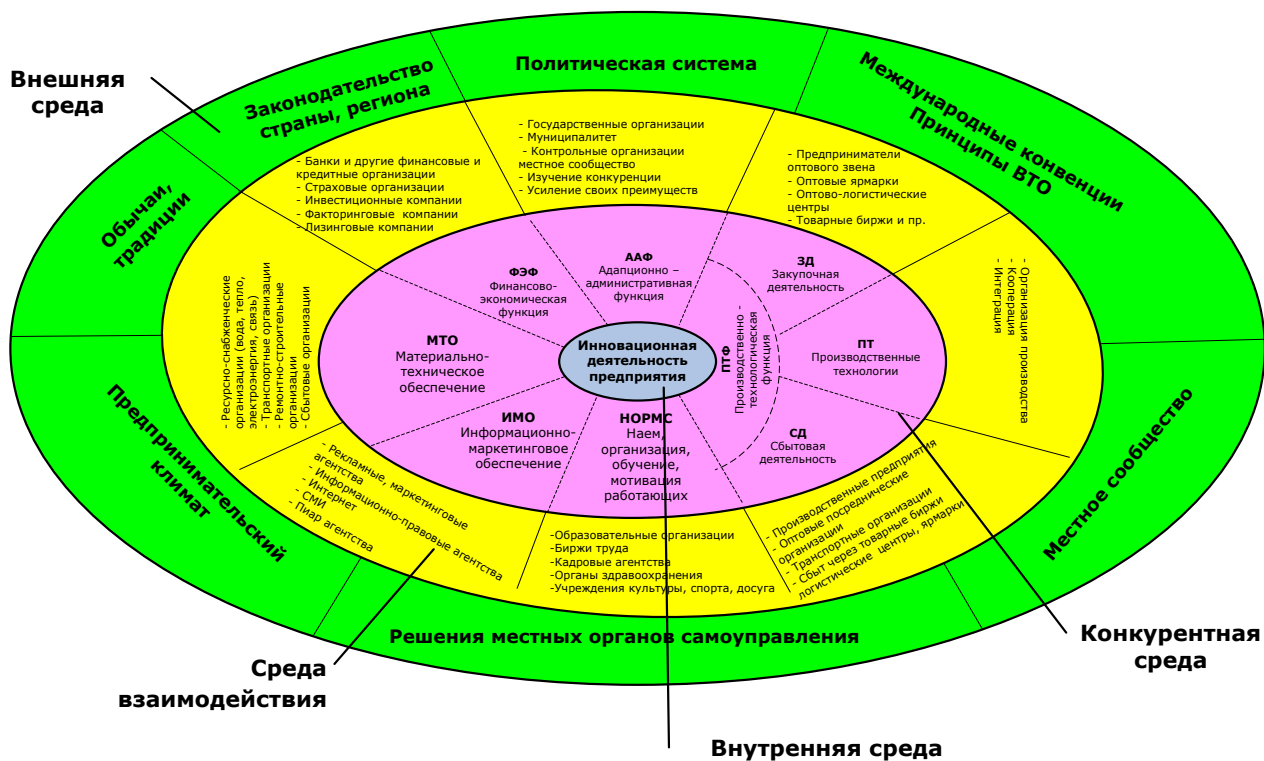 Внешняя
среда
Законодательство
страны, региона
Политическая система
Международные конвенции
Принципы ВТО
Обычаи,
традиции
Предпринимательский
климат
Решения местных органов самоуправления
Местное сообщество
- Банки и другие финансовые и
кредитные организации
- Страховые организации
- Инвестиционные компании
- Факторинговые компании
- Лизинговые компании
- Государственные организации
- Муниципалитет
- Контрольные организации
местное сообщество
- Изучение конкуренции
- Усиление своих преимуществ
- Предприниматели
оптового звена
- Оптовые ярмарки
- Оптово-логистические
центры
- Товарные биржи и пр.
- Организация производства
- Кооперация
- Интеграция
- Ресурсно-снабженческие
организации (вода, тепло,
электроэнергия, связь)
- Транспортные организации
- Ремонтно-строительные
организации
- Сбытовые организации
ФЭФ
Финансово-
экономическая
функция
ААФ
Адапционно –
административная
функция
ЗД
Закупочная
деятельность
МТО
Материально-
техническое
обеспечение
Инновационная
деятельность
предприятия
ПТФ
Производственно -
технологическая
функция
ПТ
Производственные
технологии
ИМО
Информационно-
маркетинговое
обеспечение
НОРМС
Наем,
организация,
обучение,
мотивация
работающих
СД
Сбытовая
деятельность
- Рекламные, маркетинговые
агентства
- Информационно-правовые агентства
- Интернет
- СМИ
- Пиар агентства
-Образовательные организации
-Биржи труда
-Кадровые агентства
-Органы здравоохранения
-Учреждения культуры, спорта, досуга
- Производственные предприятия
- Оптовые посреднические
организации
- Транспортные организации
- Сбыт через товарные биржи
логистические центры, ярмарки
Среда
взаимодействия
Конкурентная
среда
Внутренняя среда